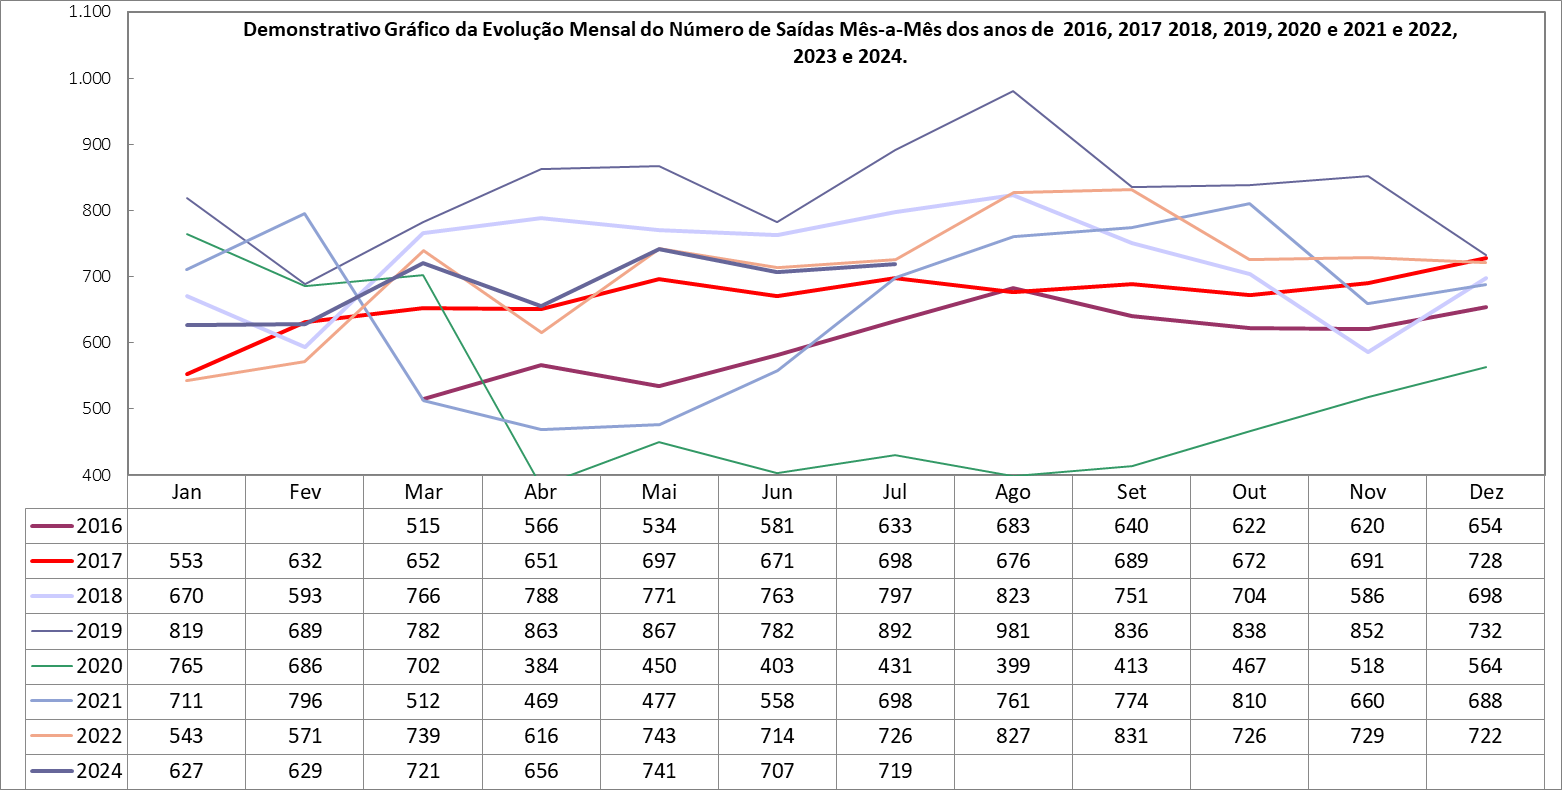 Demonstrativo Gráfico da Evolução Mensal do Número de Saídas Mês-a-Mês dos anos de 2016, 2017 2018, 2019, 2020 e 2021 e 2022,
2023 e 2024.
1.100
1.000
900
800
700
600
500
400
Jan Fev Mar Abr Mai Jun Jul Ago Set Out Nov Dez
2016 515 566 534 581 633 683 640 622 620 654
2017 553 632 652 651 697 671 698 676 689 672 691 728
2018 670 593 766 788 771 763 797 823 751 704 586 698
2019 819 689 782 863 867 782 892 981 836 838 852 732
2020 765 686 702 384 450 403 431 399 413 467 518 564
2021 711 796 512 469 477 558 698 761 774 810 660 688
2022 543 571 739 616 743 714 726 827 831 726 729 722
2024 627 629 721 656 741 707 719